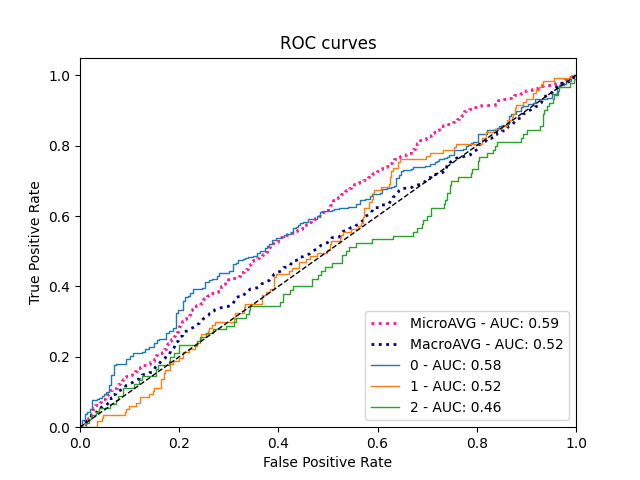 ROC curves
True Positive Rate
1.0
0.8
0.6
0.4
0.2
0.0
MicroAVG - AUC: 0.59
MacroAVG - AUC: 0.52
0 - AUC: 0.58
1 - AUC: 0.52
2 - AUC: 0.46
0.0 0.2 0.4 0.6 0.8 1.0
False Positive Rate